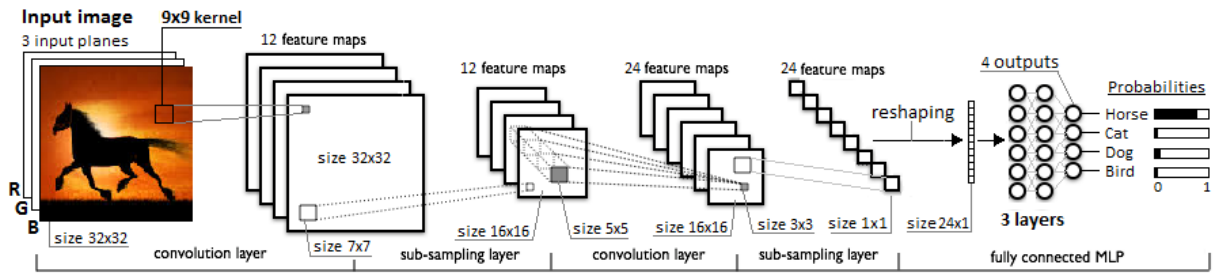 Input image
3 input planes
9x9 kernel
R
G
B
size 32x32
12 feature maps
size 32x32
size 7x7
12 feature maps
size 16x16
size 5x5
24 feature maps
size 16x16
size 3x3
24 feature maps
size 1x1
reshaping
size 24x1
4 outputs
3 layers
Probabilities
Horse
Cat
Dog
Bird
0 1
convolution layer
sub-sampling layer
convolution layer
sub-sampling layer
fully connected MLP